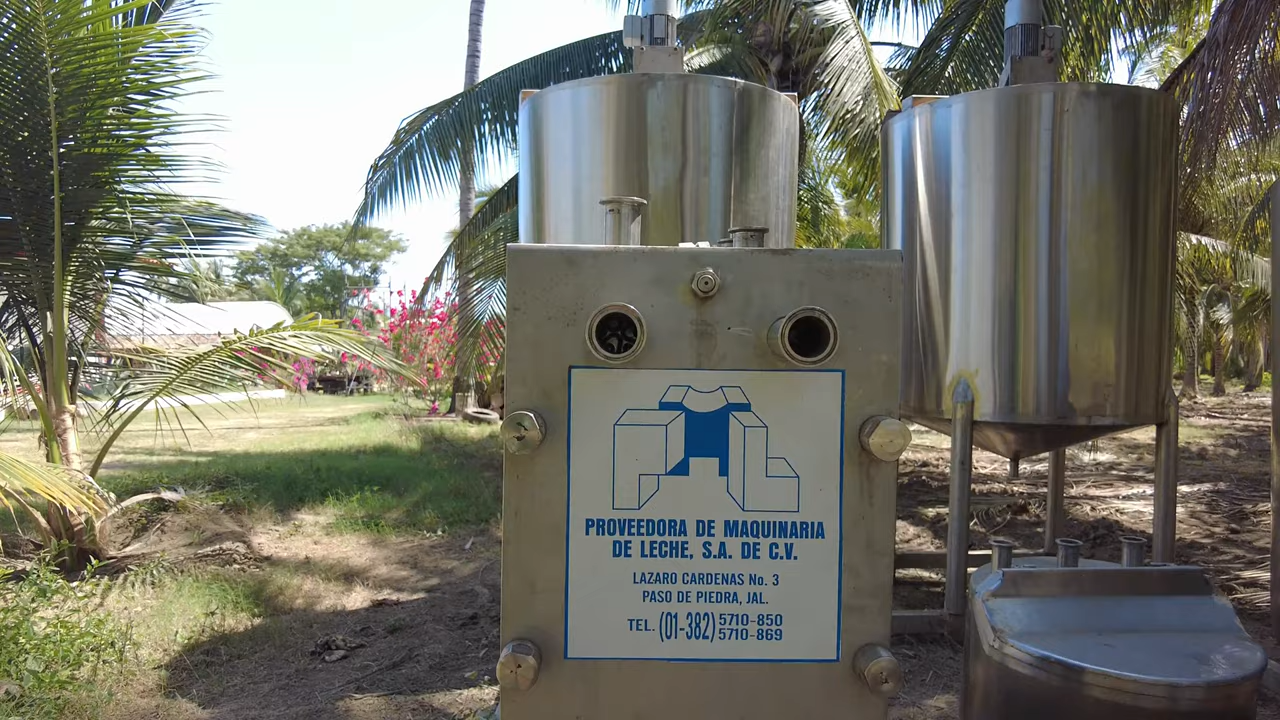 PROVEEDORA DE MAQUINARIA
DE LECHE, S.A. DE C.V.
LAZARO CARDENAS No. 3
PASO DE PIEDRA, JAL.
TEL. (01-382) 5710-850
5710-869